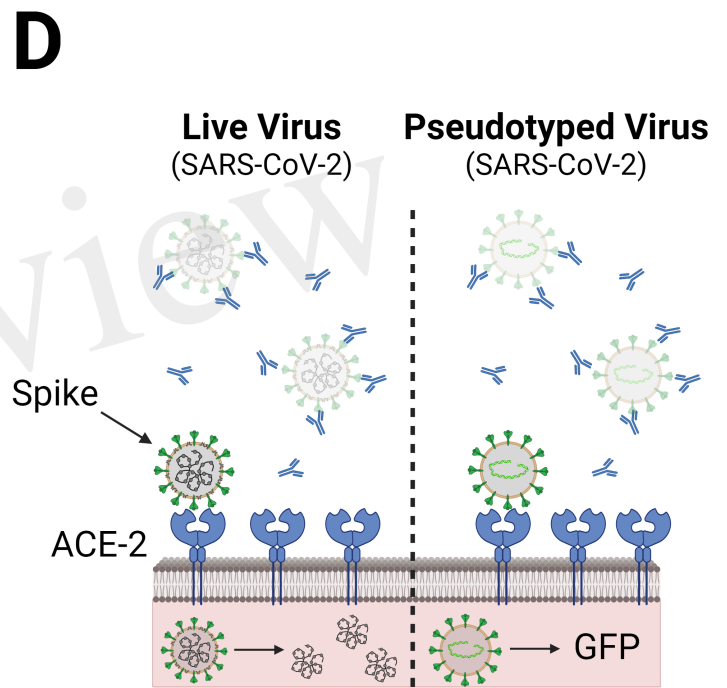 D
Live Virus
(SARS-CoV-2)
Pseudotyped Virus
(SARS-CoV-2)
view
Spike
ACE-2
GFP